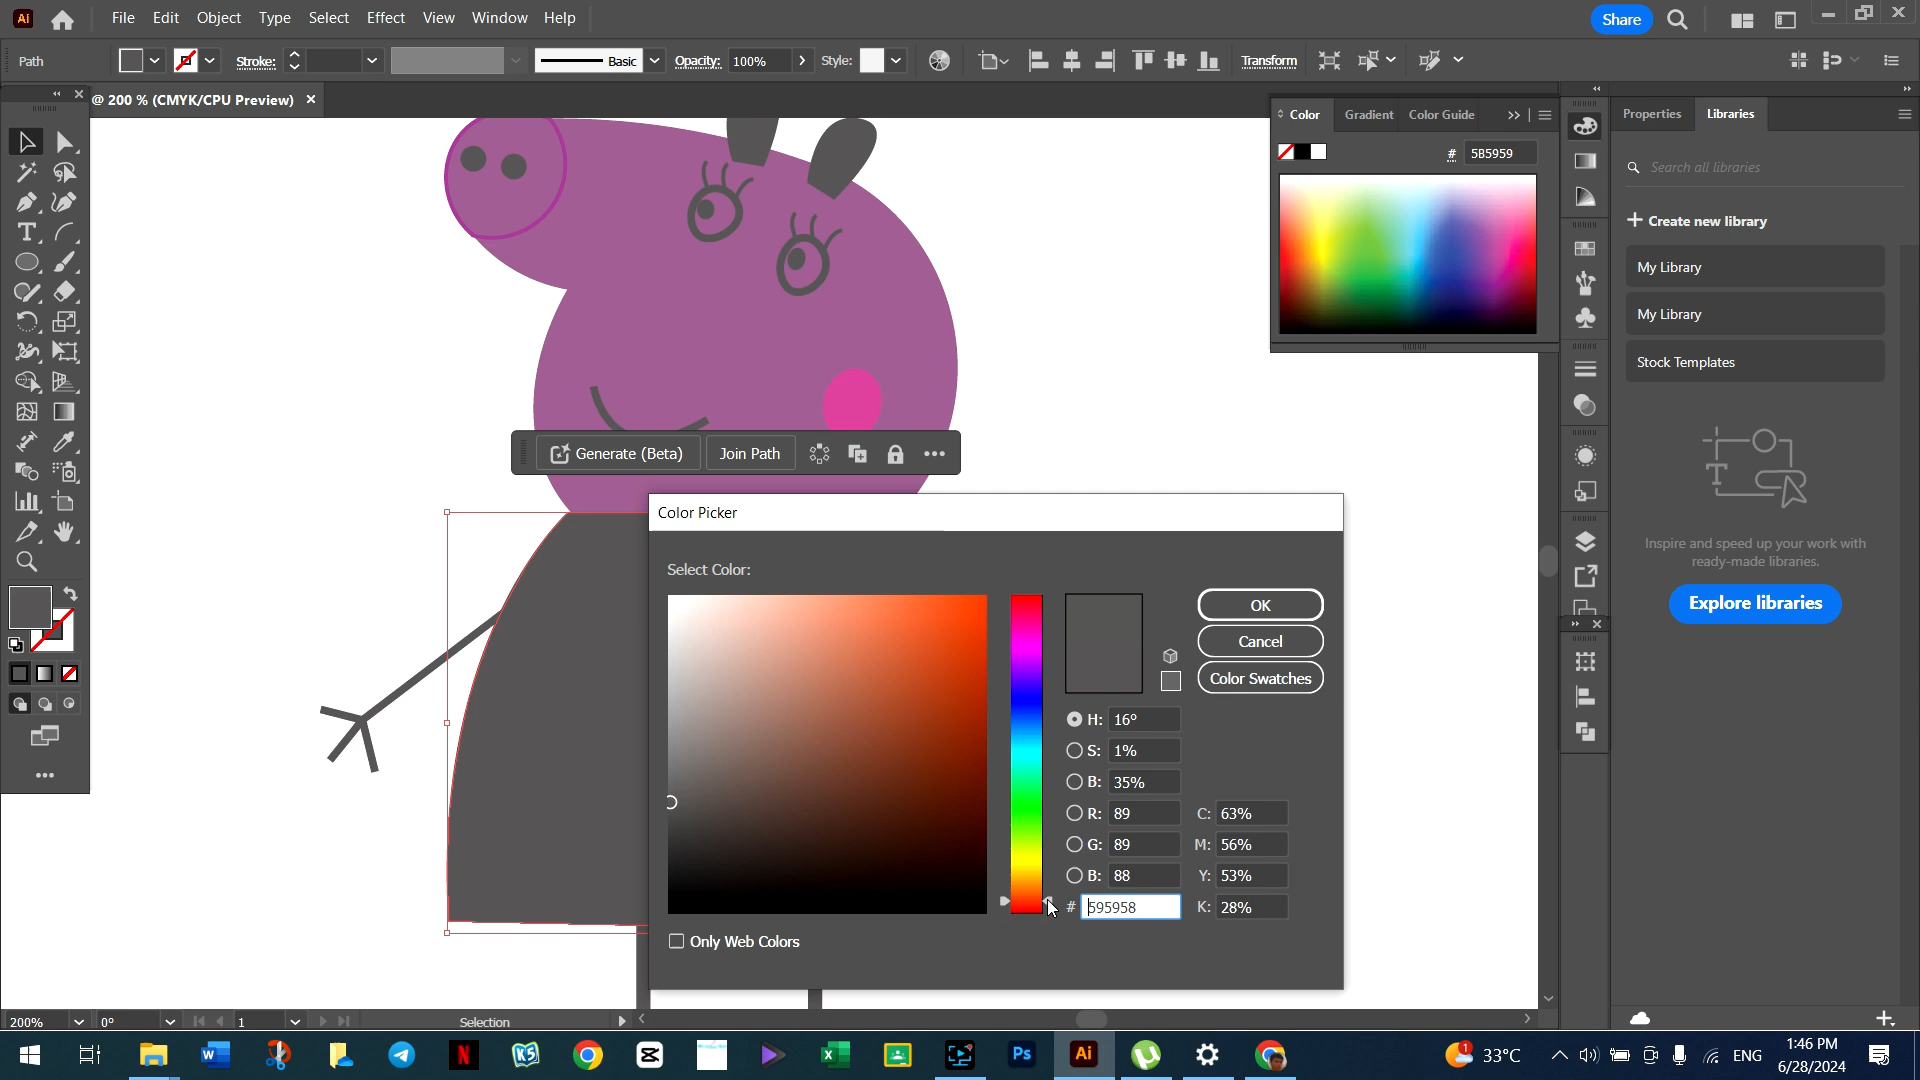 Ai File Edit Object Type Select Effect View Window Help Share
Path Stroke: Basic Opacity: 100% Style: Transform
@ 200 % (CMYK/CPU Preview)
Color Gradient Color Guide
# 5B5959
Properties Libraries
Search all libraries
Create new library
My Library
My Library
Stock Templates
Inspire and speed up your work with
ready-made libraries.
Explore libraries
Generate (Beta) Join Path
Color Picker
Select Color:
OK
Cancel
Color Swatches
H: 16°
S: 1%
B: 35%
R: 89 C: 63%
G: 89 M: 56%
B: 88 Y: 53%
# 595958 K: 28%
Only Web Colors
200% 0° 1 Selection
Ps Ai 33°C ENG
1:46 PM
6/28/2024